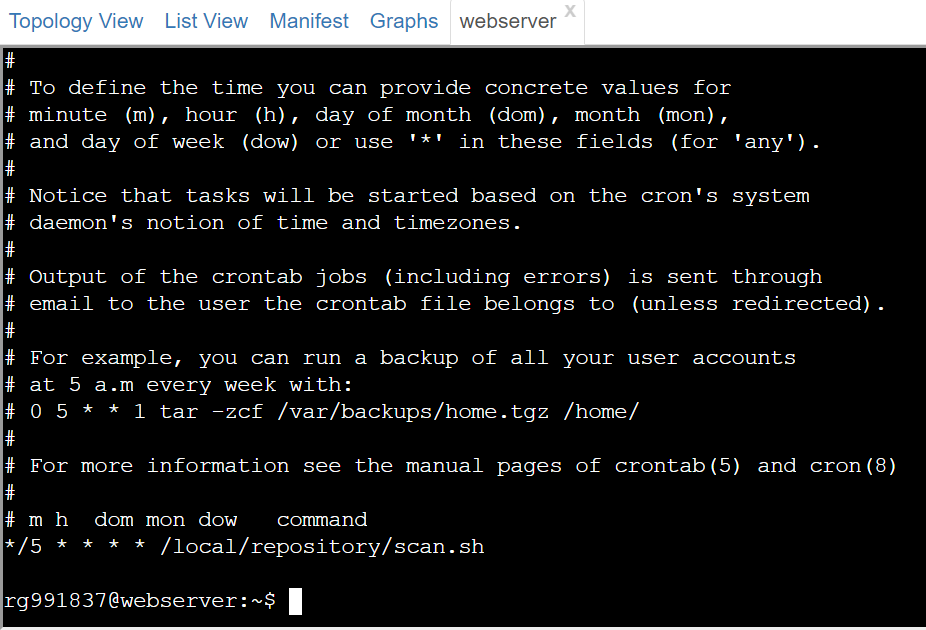 Topology View List View Manifest Graphs webserver X
#
# To define the time you can provide concrete values for
# minute (m), hour (h), day of month (dom), month (mon),
# and day of week (dow) or use '*' in these fields (for 'any').
#
# Notice that tasks will be started based on the cron's system
# daemon's notion of time and timezones.
#
# Output of the crontab jobs (including errors) is sent through
# email to the user the crontab file belongs to (unless redirected).
#
# For example, you can run a backup of all your user accounts
# at 5 a.m every week with:
# 0 5 * * 1 tar -zcf /var/backups/home.tgz /home/
#
# For more information see the manual pages of crontab(5) and cron(8)
#
# m h  dom mon dow   command
*/5 * * * * /local/repository/scan.sh
rg991837@webserver:~$